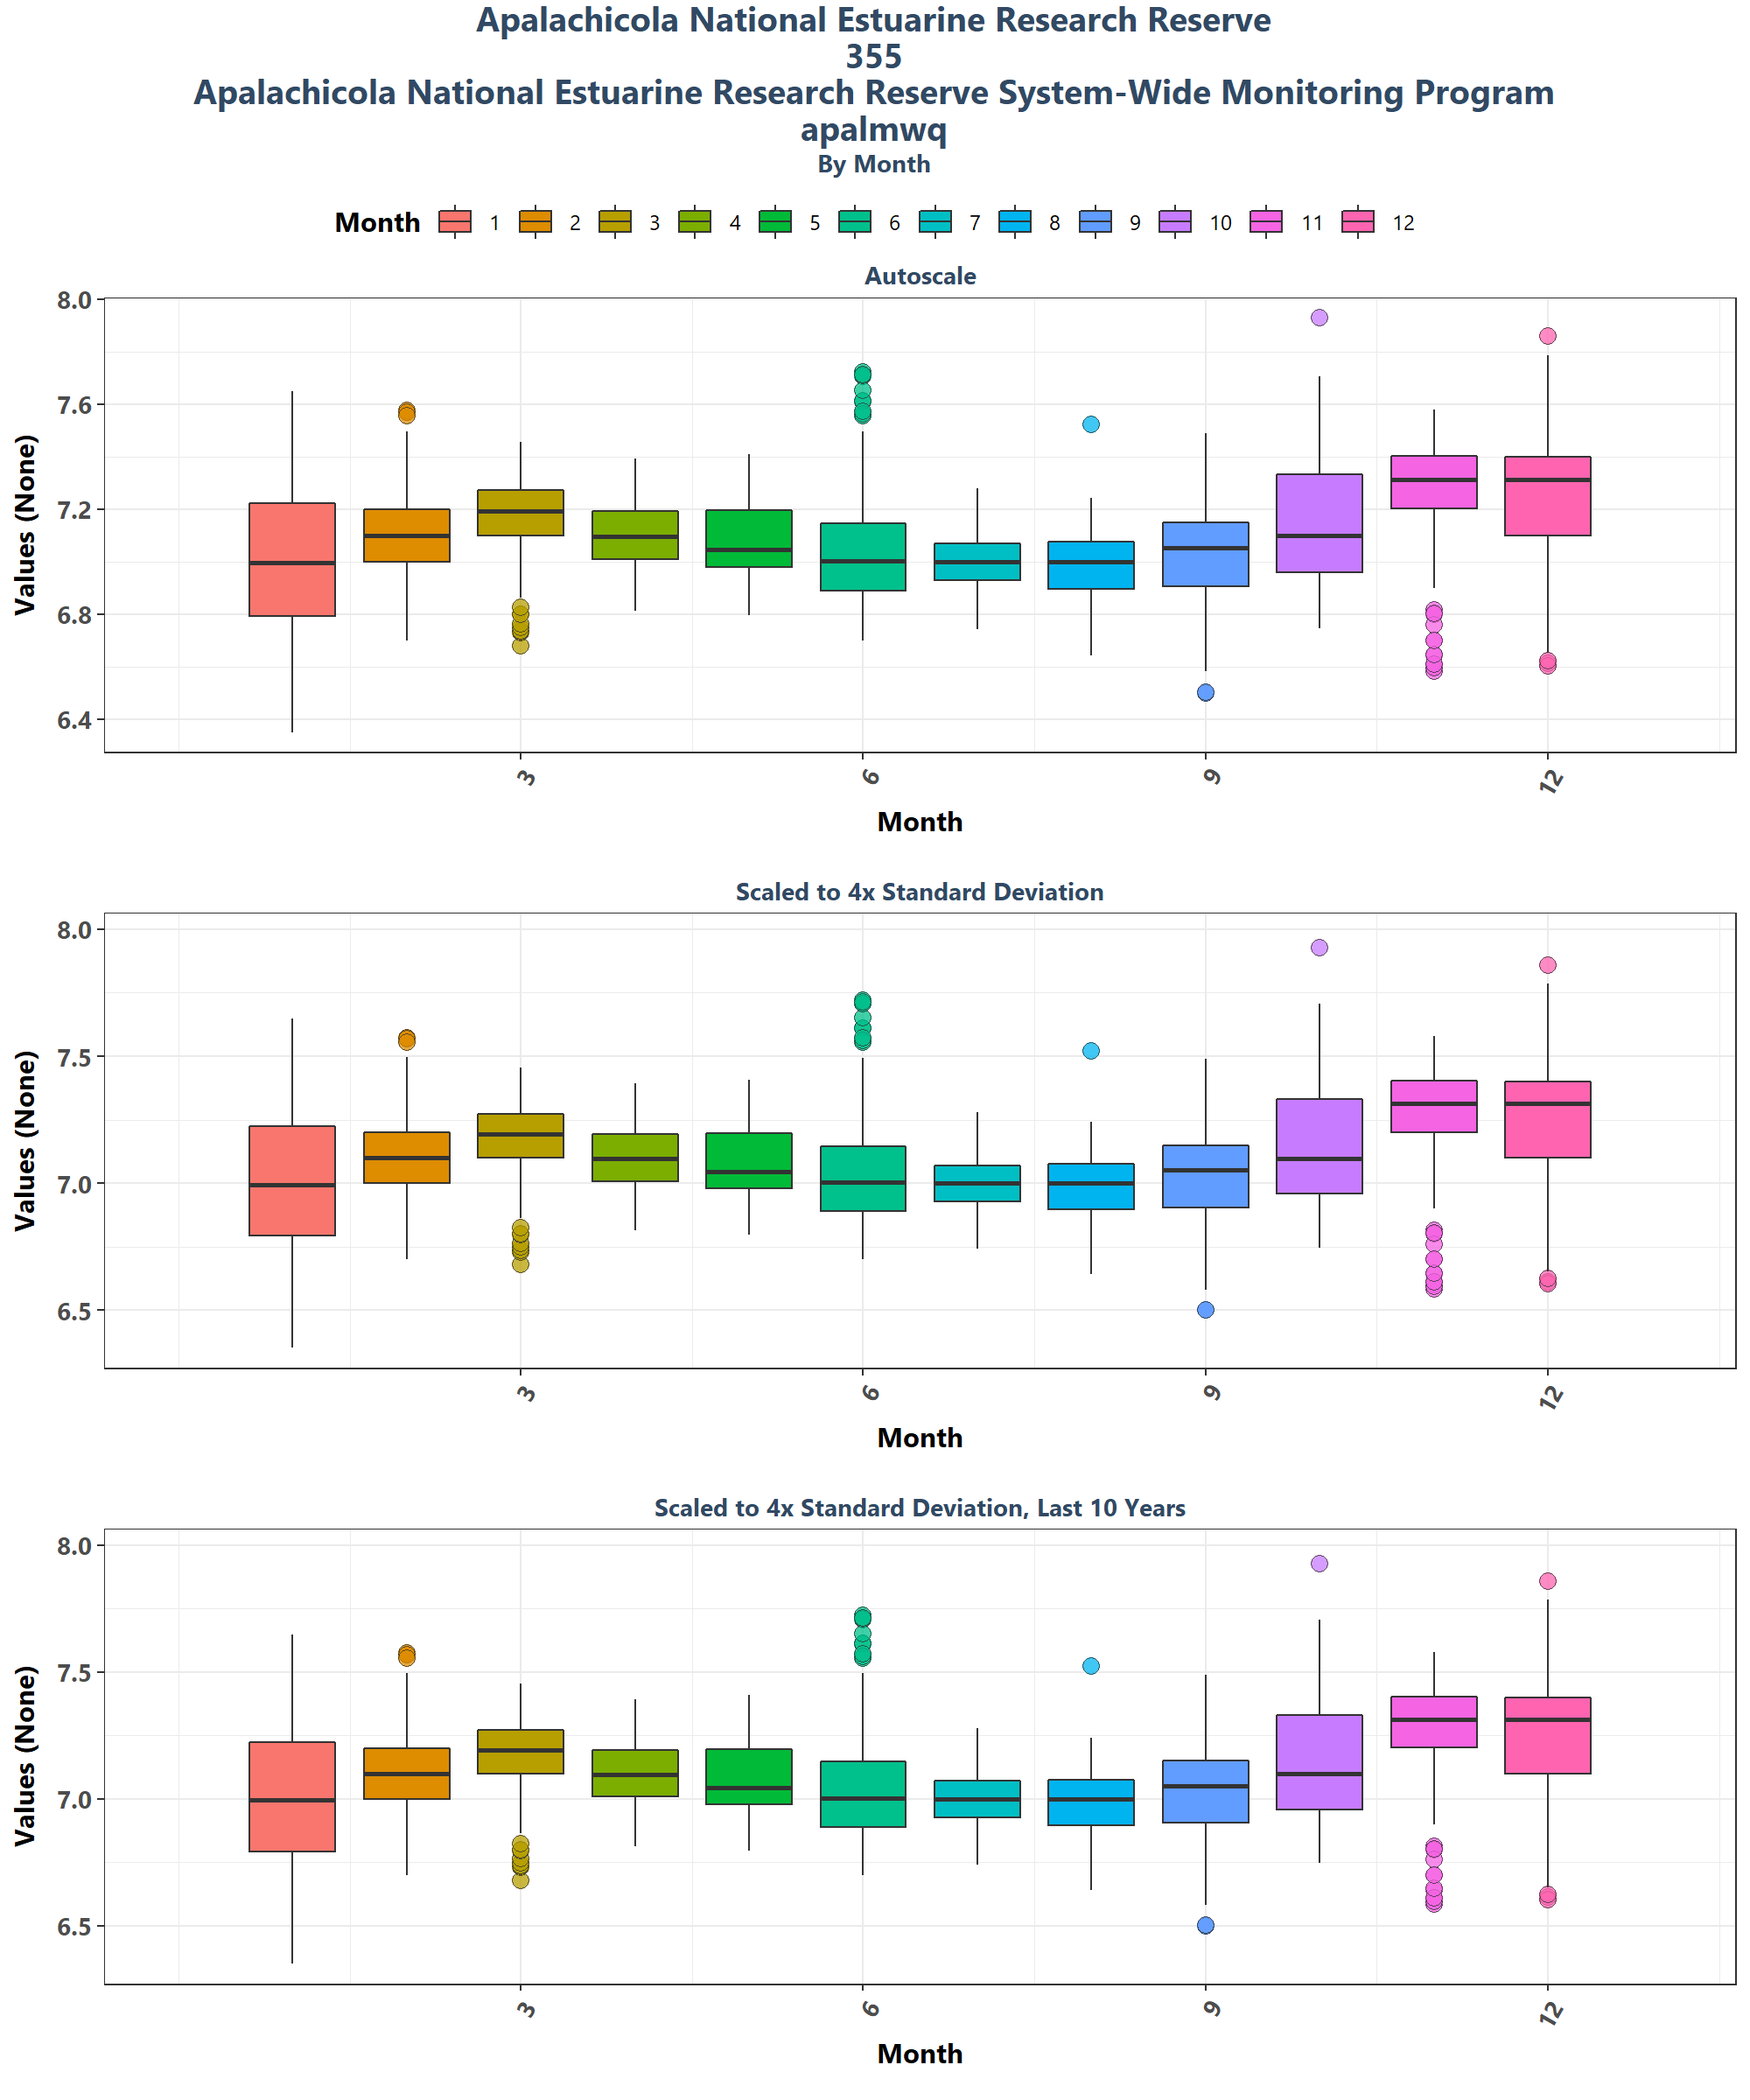 Apalachicola National Estuarine Research Reserve
355
Apalachicola National Estuarine Research Reserve System-Wide Monitoring Program
apalmwq
By Month
Month 1 2 3 4 5 6 7 8 9 10 11 12
Autoscale
8.0
7.6
7.2
6.8
6.4
Values (None)
3 6 9 12
Month
Scaled to 4x Standard Deviation
8.0
7.5
7.0
6.5
Values (None)
3 6 9 12
Month
Scaled to 4x Standard Deviation, Last 10 Years
8.0
7.5
7.0
6.5
Values (None)
3 6 9 12
Month